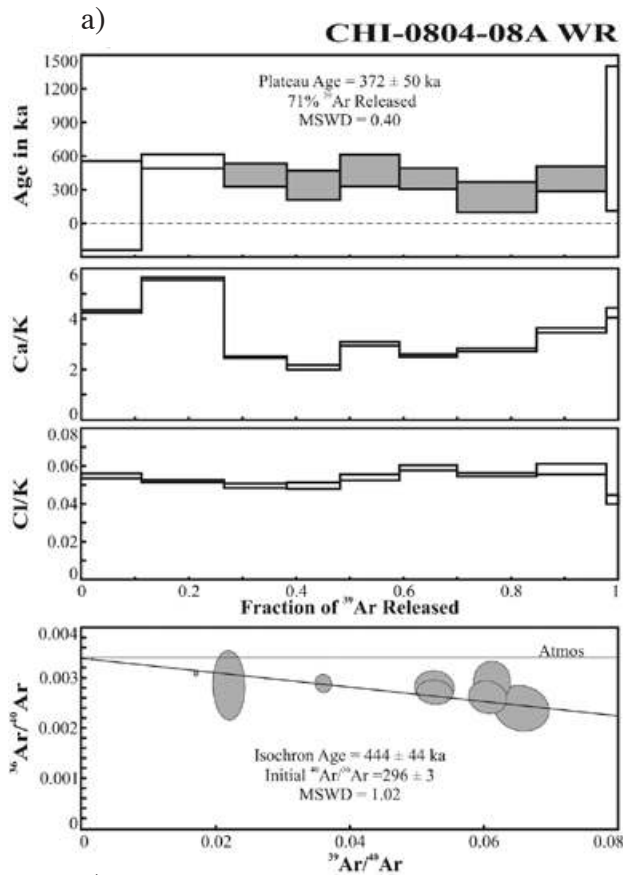 a)
CHI-0804-08A WR
1500
1200
900
600
300
0
Age in ka
Plateau Age = 372 ± 50 ka
71% ³⁹Ar Released
MSWD = 0.40
6
4
2
0
Ca/K
0.08
0.06
0.04
0.02
0
Cl/K
0 0.2 0.4 0.6 0.8 1
Fraction of ³⁹Ar Released
0.004
0.003
0.002
0.001
0
³⁶Ar/⁴⁰Ar
Atmos
Isochron Age = 444 ± 44 ka
Initial ⁴⁰Ar/³⁶Ar =296 ± 3
MSWD = 1.02
0 0.02 0.04 0.06 0.08
³⁹Ar/⁴⁰Ar